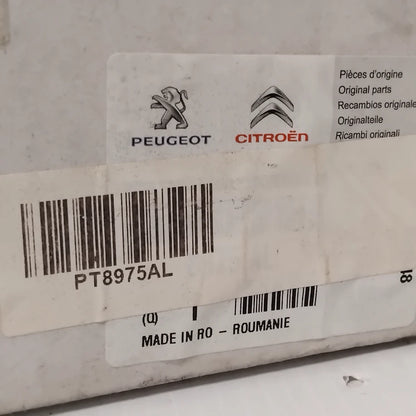 PEUGEOT
CITROËN
Pièces d'origine
Original parts
Recambios originale
Originalteile
Ricambi originali
PT8975AL
(Q)
MADE IN RO - ROUMANIE